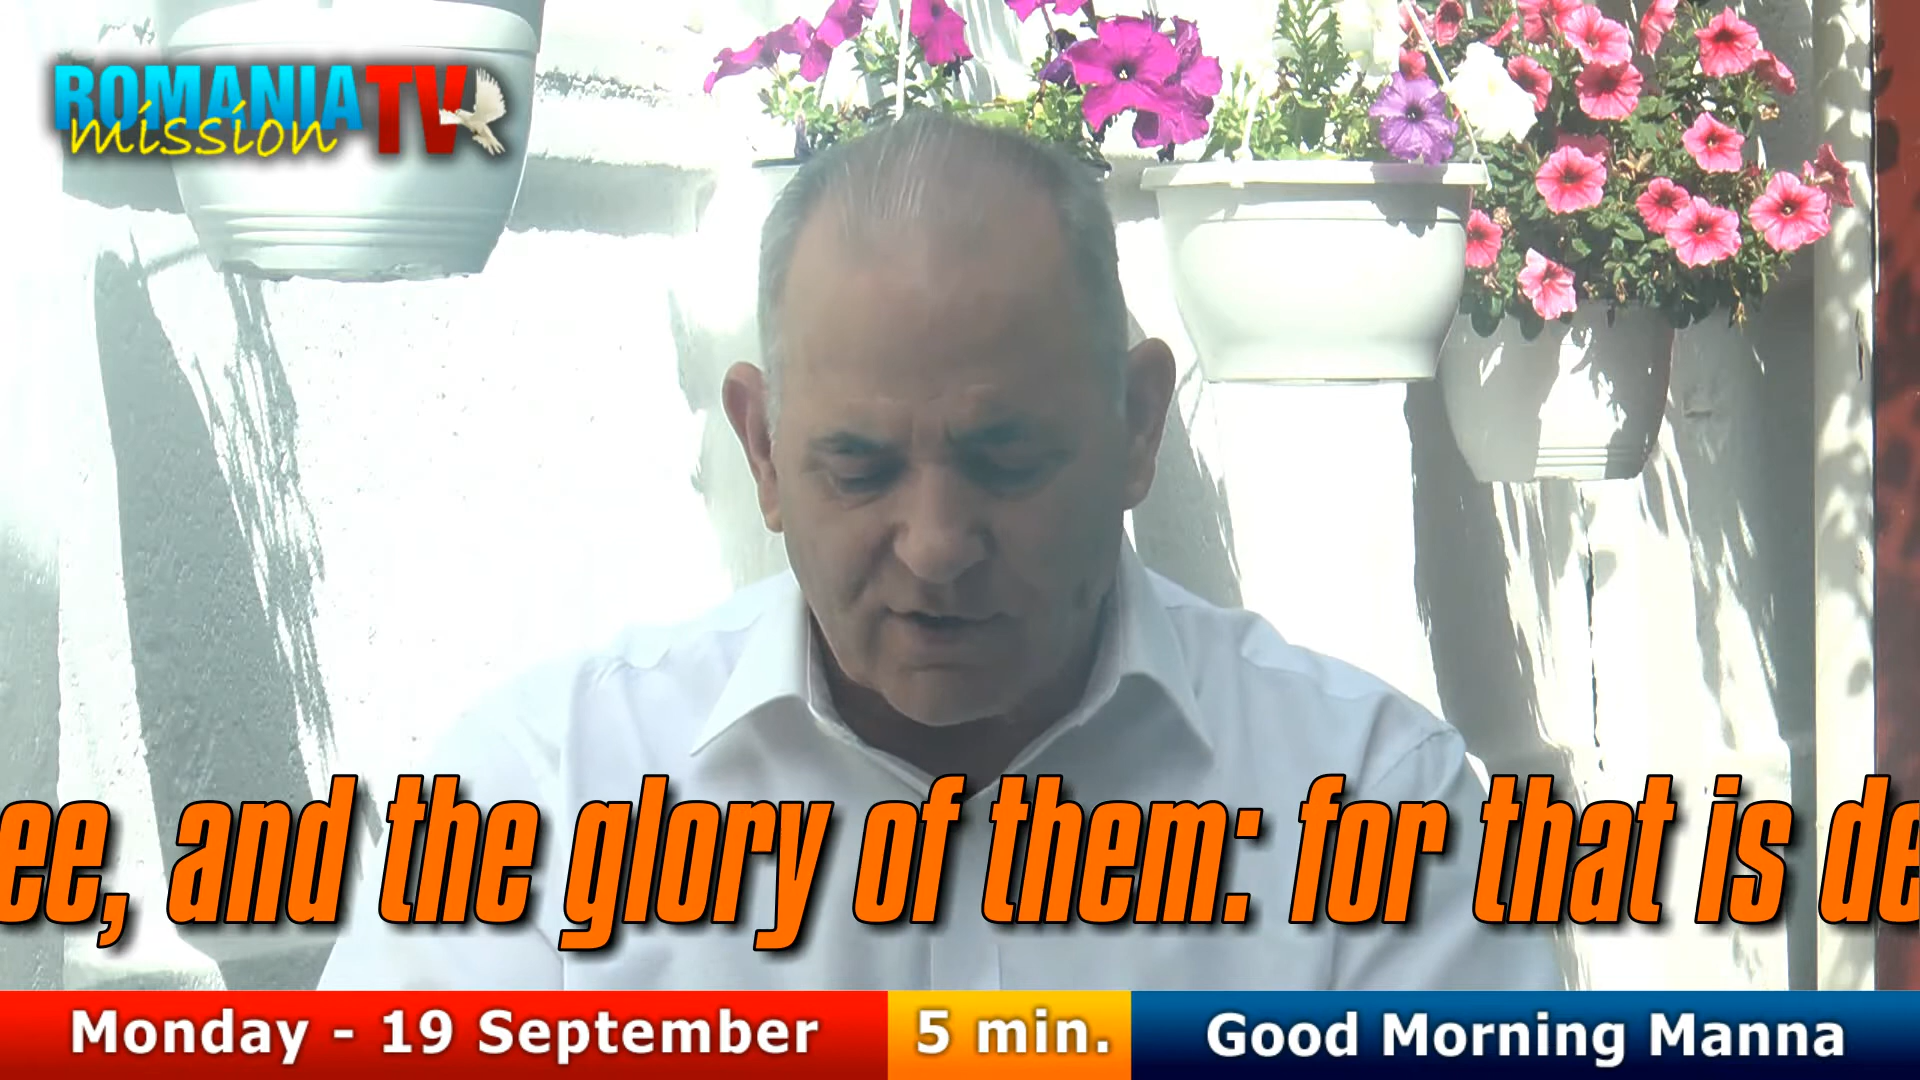 ROMANIA TV
mission
ee, and the glory of them: for that is de
Monday - 19 September 5 min. Good Morning Manna